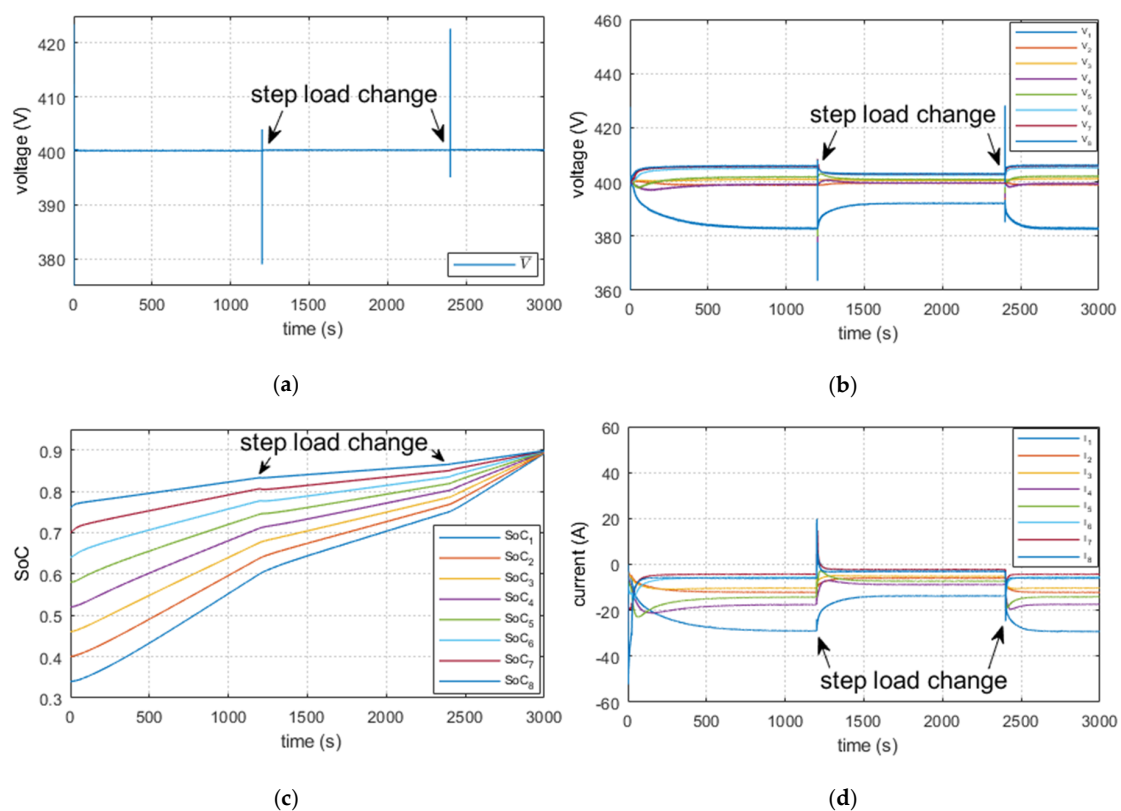 420
410
400
390
380
voltage (V)
step load change
V̅
0 500 1000 1500 2000 2500 3000
time (s)
(a)
460
440
420
400
380
360
voltage (V)
step load change
V1
V2
V3
V4
V5
V6
V7
V8
0 500 1000 1500 2000 2500 3000
time (s)
(b)
0.9
0.8
0.7
0.6
0.5
0.4
0.3
SoC
step load change
SoC1
SoC2
SoC3
SoC4
SoC5
SoC6
SoC7
SoC8
0 500 1000 1500 2000 2500 3000
time (s)
(c)
60
40
20
0
-20
-40
-60
current (A)
I1
I2
I3
I4
I5
I6
I7
I8
step load change
0 500 1000 1500 2000 2500 3000
time (s)
(d)